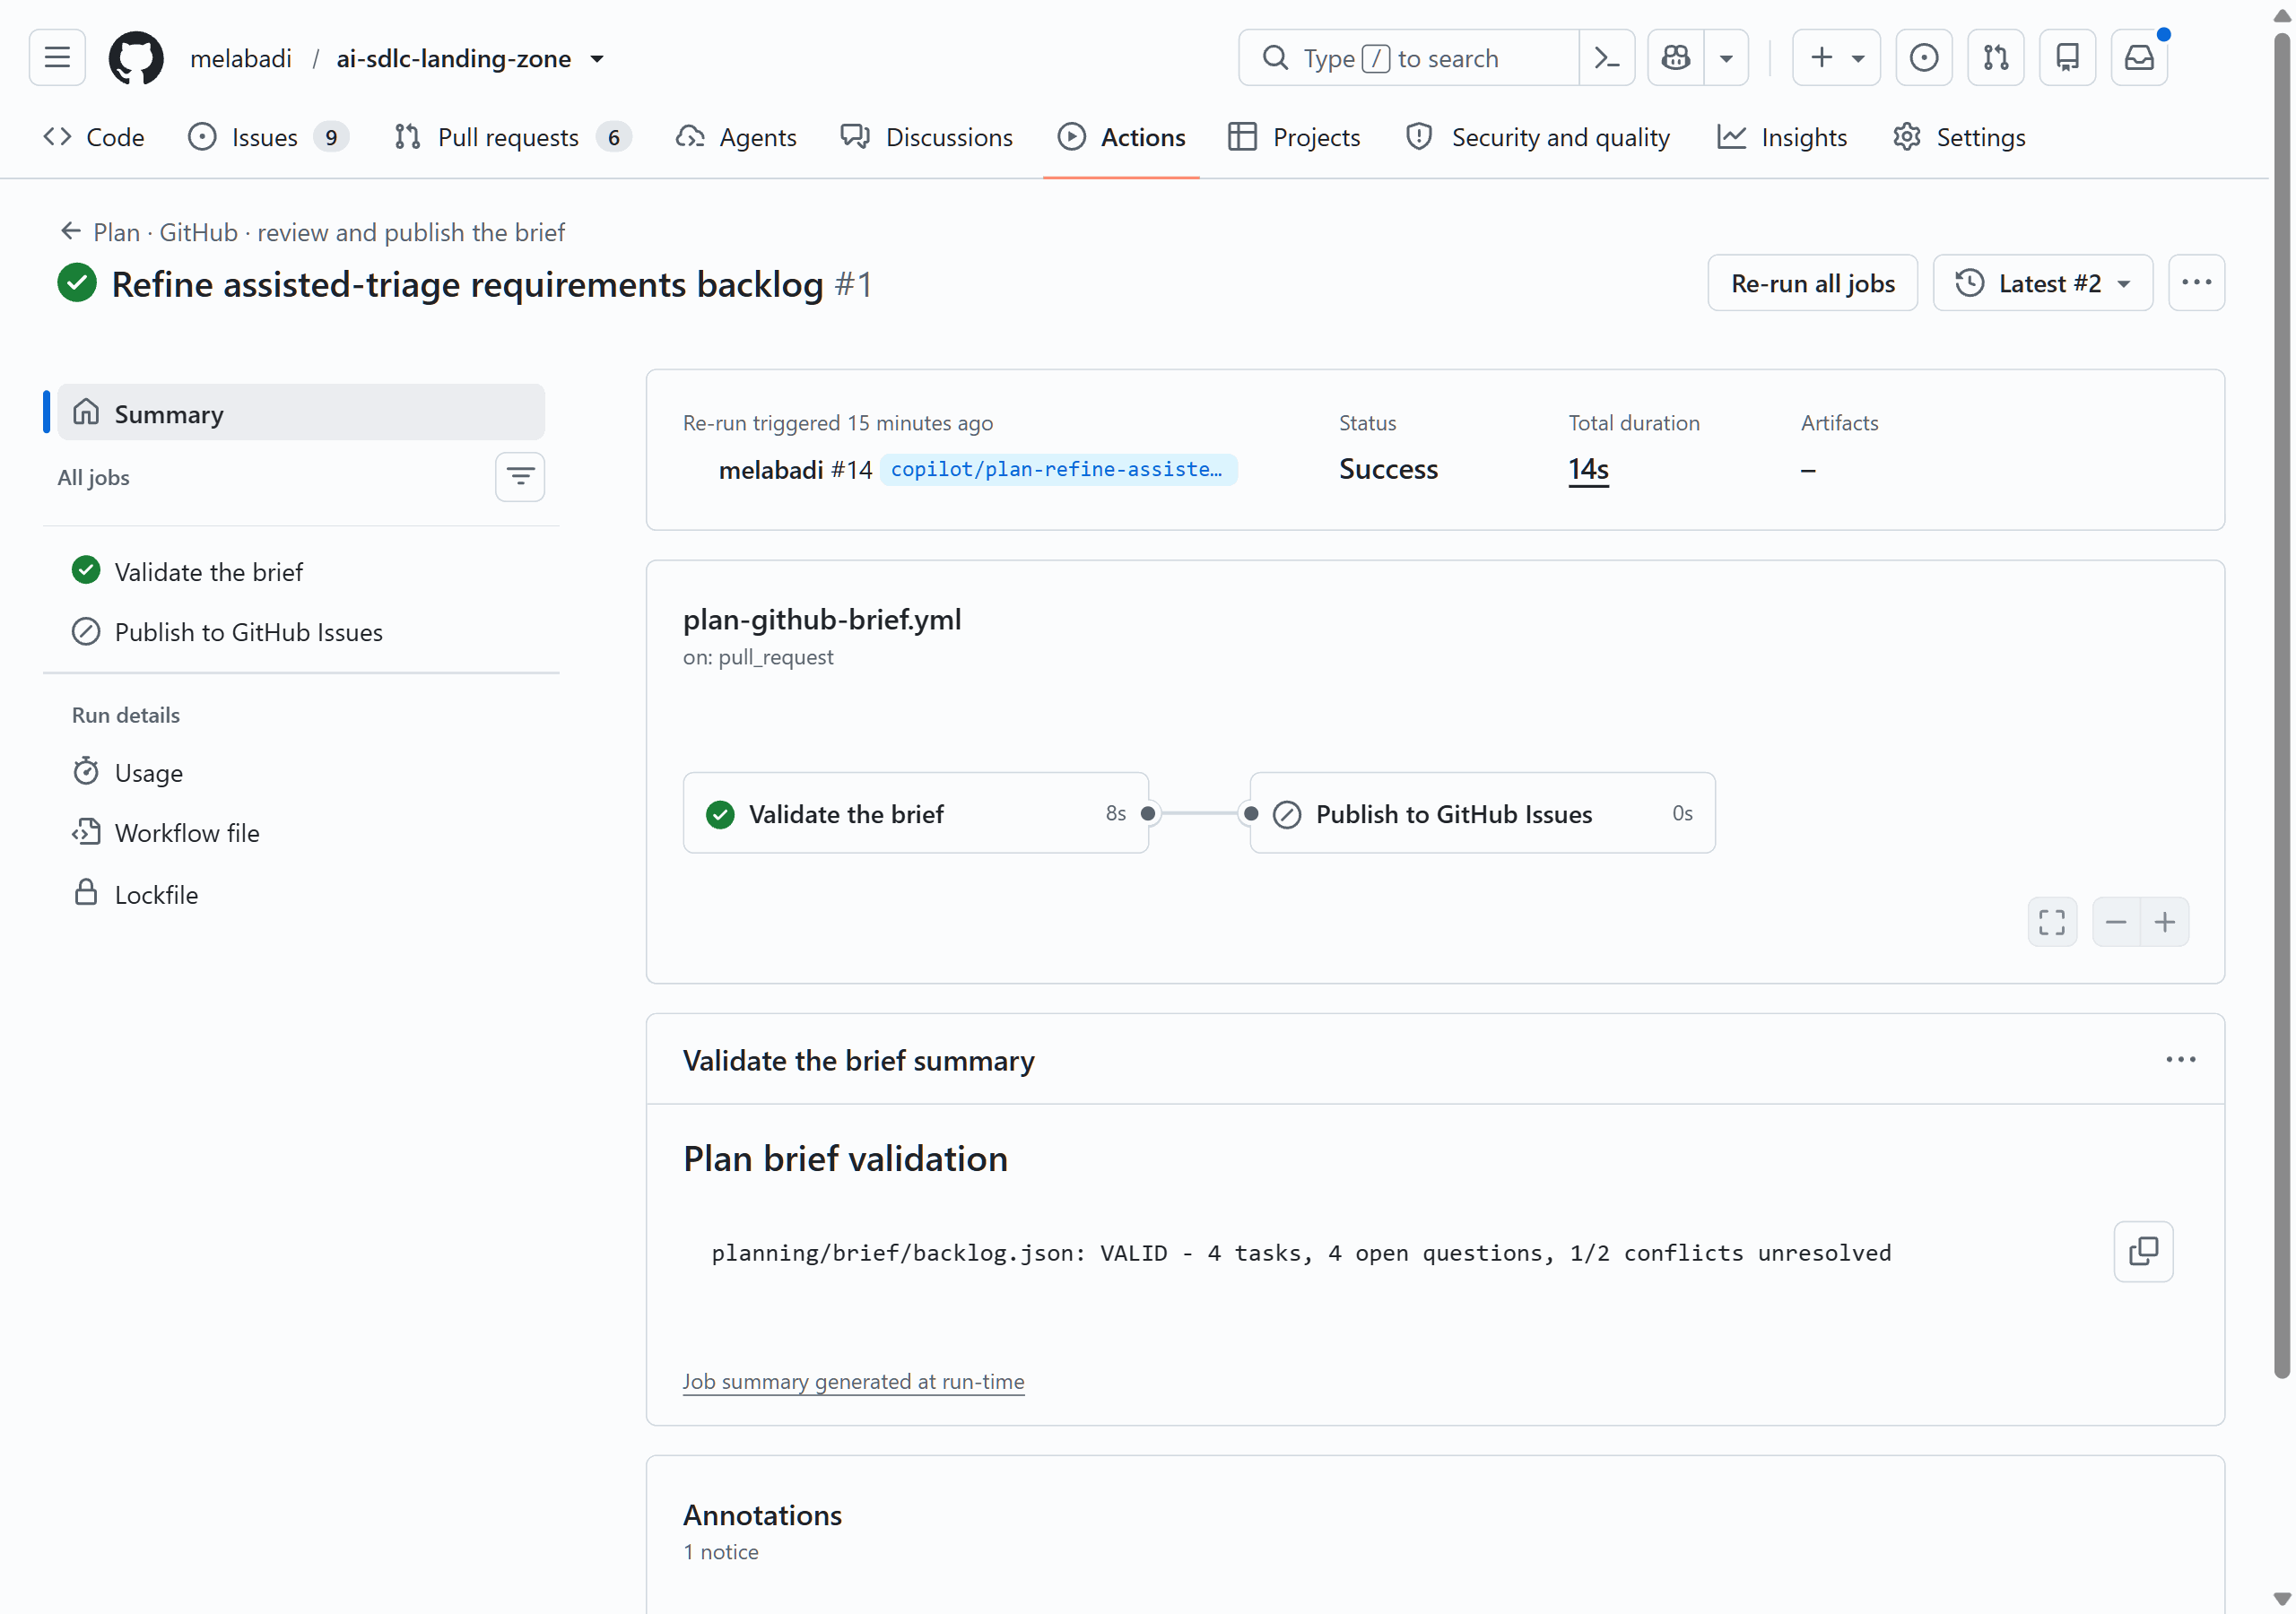 melabadi / ai-sdlc-landing-zone
Type / to search
Code
Issues 9
Pull requests 6
Agents
Discussions
Actions
Projects
Security and quality
Insights
Settings
Plan · GitHub · review and publish the brief
Refine assisted-triage requirements backlog #1
Re-run all jobs
Latest #2
Summary
All jobs
Validate the brief
Publish to GitHub Issues
Run details
Usage
Workflow file
Lockfile
Re-run triggered 15 minutes ago
melabadi #14 copilot/plan-refine-assiste…
Status
Success
Total duration
14s
Artifacts
–
plan-github-brief.yml
on: pull_request
Validate the brief 8s
Publish to GitHub Issues 0s
Validate the brief summary
Plan brief validation
planning/brief/backlog.json: VALID - 4 tasks, 4 open questions, 1/2 conflicts unresolved
Job summary generated at run-time
Annotations
1 notice